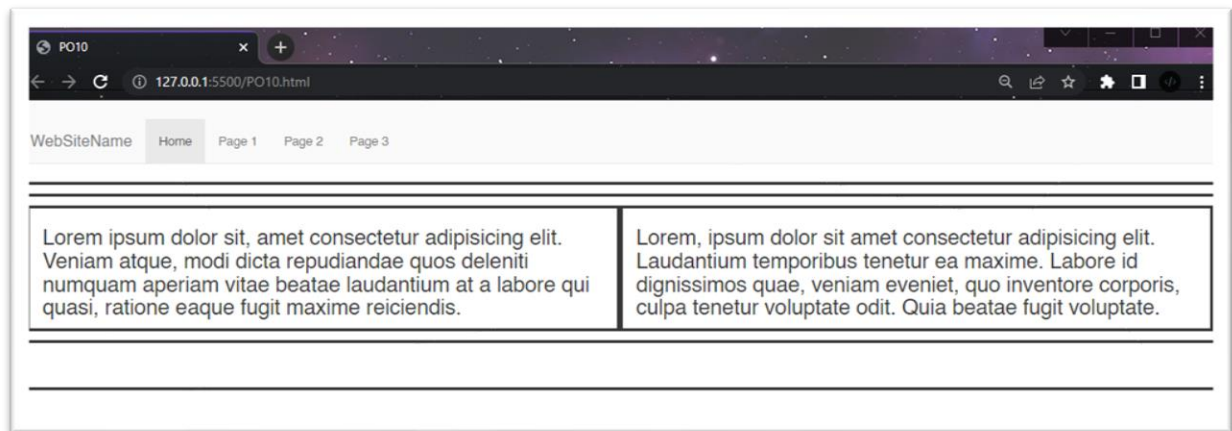 PO10
127.0.0.1:5500/PO10.html
WebSiteName Home Page 1 Page 2 Page 3
Lorem ipsum dolor sit, amet consectetur adipisicing elit.
Veniam atque, modi dicta repudiandae quos deleniti
numquam aperiam vitae beatae laudantium at a labore qui
quasi, ratione eaque fugit maxime reiciendis.
Lorem, ipsum dolor sit amet consectetur adipisicing elit.
Laudantium temporibus tenetur ea maxime. Labore id
dignissimos quae, veniam eveniet, quo inventore corporis,
culpa tenetur voluptate odit. Quia beatae fugit voluptate.